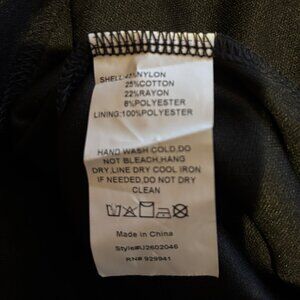 SHELL:45%NYLON
25%COTTON
22%RAYON
8%POLYESTER
LINING:100%POLYESTER
HAND WASH COLD.DO
NOT BLEACH,HANG
DRY,LINE DRY COOL IRON
IF NEEDED,DO NOT DRY
CLEAN
Made in China
Style#U2602046
RN# 929941